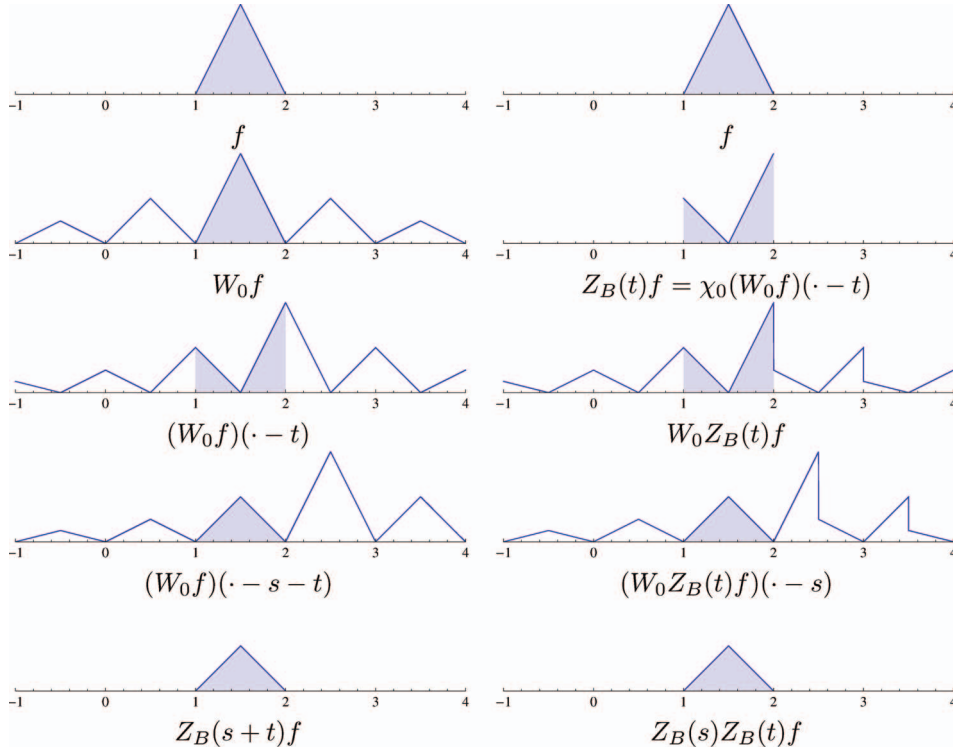 -1 0 1 2 3 4
f
-1 0 1 2 3 4
f
-1 0 1 2 3 4
W₀f
-1 0 1 2 3 4
Z_B(t)f = χ₀(W₀f)(· − t)
-1 0 1 2 3 4
(W₀f)(· − t)
-1 0 1 2 3 4
W₀Z_B(t)f
-1 0 1 2 3 4
(W₀f)(· − s − t)
-1 0 1 2 3 4
(W₀Z_B(t)f)(· − s)
-1 0 1 2 3 4
Z_B(s + t)f
-1 0 1 2 3 4
Z_B(s)Z_B(t)f